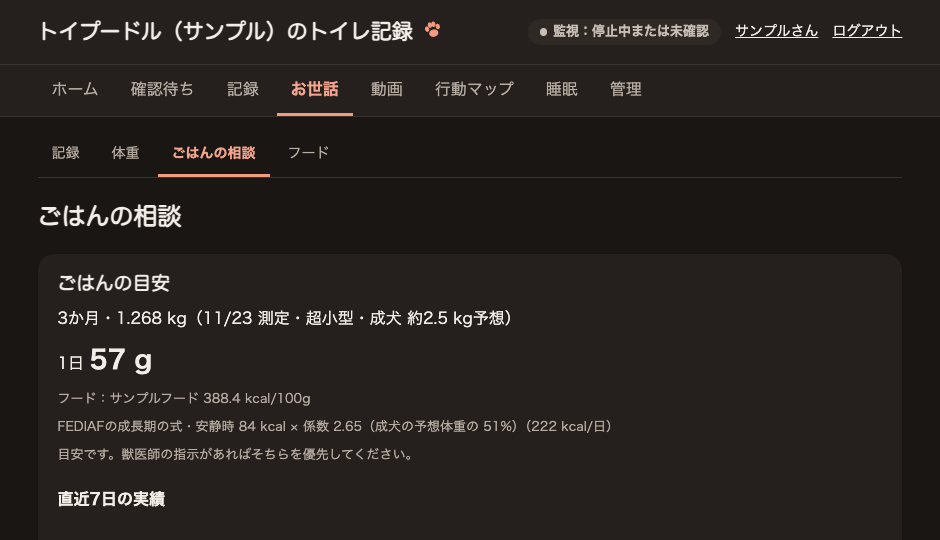 トイプードル（サンプル）のトイレ記録
監視：停止中または未確認
サンプルさん
ログアウト
ホーム
確認待ち
記録
お世話
動画
行動マップ
睡眠
管理
記録
体重
ごはんの相談
フード
ごはんの相談
ごはんの目安
3か月・1.268 kg（11/23 測定・超小型・成犬 約2.5 kg予想）
1日 57 g
フード：サンプルフード 388.4 kcal/100g
FEDIAFの成長期の式・安静時 84 kcal × 係数 2.65（成犬の予想体重の 51%）（222 kcal/日）
目安です。獣医師の指示があればそちらを優先してください。
直近7日の実績